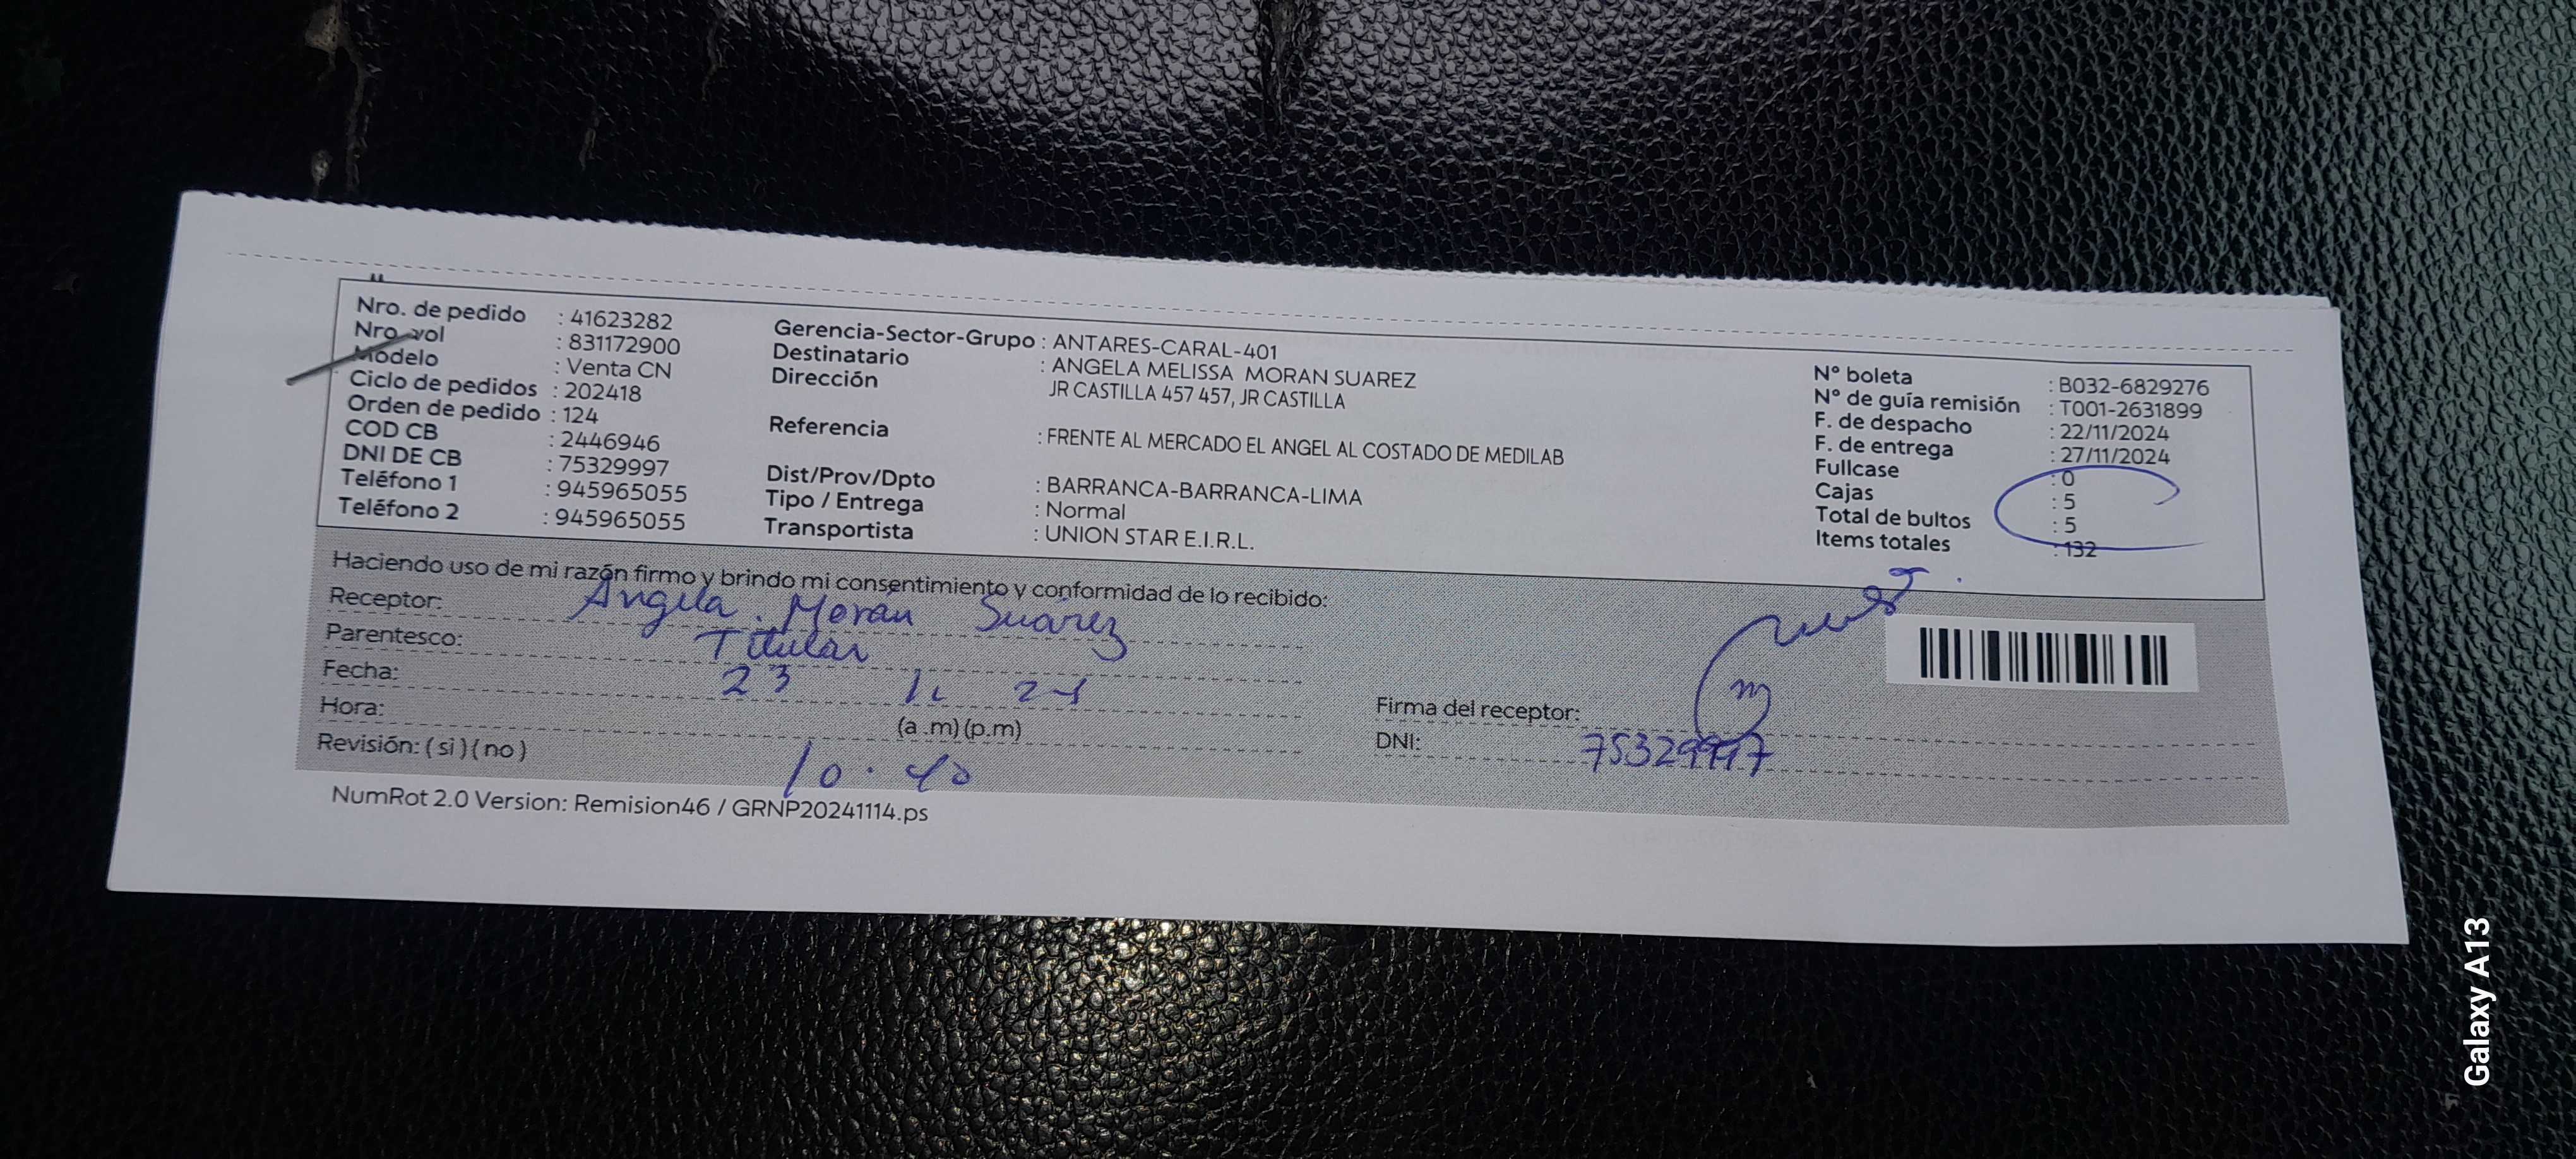 Nro. de pedido : 41623282
Nro vol : 831172900
Modelo : Venta CN
Ciclo de pedidos : 202418
Orden de pedido : 124
COD CB : 2446946
DNI DE CB : 75329997
Teléfono 1 : 945965055
Teléfono 2 : 945965055
Gerencia-Sector-Grupo : ANTARES-CARAL-401
Destinatario : ANGELA MELISSA MORAN SUAREZ
Dirección JR CASTILLA 457 457, JR CASTILLA
Referencia : FRENTE AL MERCADO EL ANGEL AL COSTADO DE MEDILAB
Dist/Prov/Dpto : BARRANCA-BARRANCA-LIMA
Tipo / Entrega : Normal
Transportista : UNION STAR E.I.R.L.
N° boleta : B032-6829276
N° de guía remisión : T001-2631899
F. de despacho : 22/11/2024
F. de entrega : 27/11/2024
Fullcase : 0
Cajas : 5
Total de bultos : 5
Items totales : 132
Haciendo uso de mi razón firmo y brindo mi consentimiento y conformidad de lo recibido:
Receptor: Angela. Morán Suárez
Parentesco: Titular
Fecha: 23
Hora: (a .m)(p.m)
Revisión: ( si )( no ) 10. 40
Firma del receptor:
DNI: 75329997
NumRot 2.0 Version: Remision46 / GRNP20241114.ps
Galaxy A13